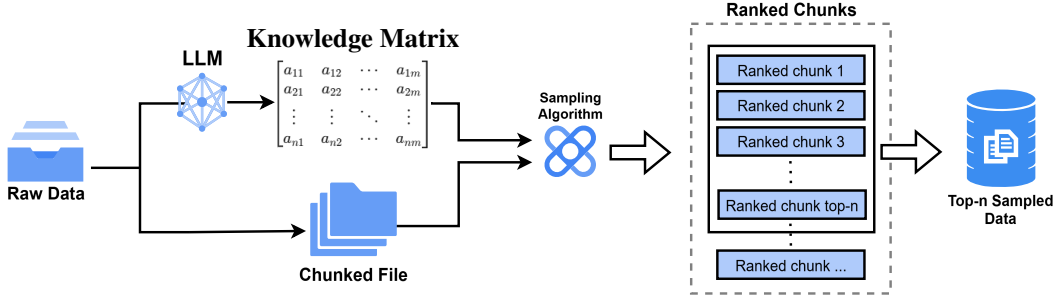 Raw Data
LLM
Knowledge Matrix
a11 a12 ··· a1m
a21 a22 ··· a2m
⋮ ⋮ ⋱ ⋮
an1 an2 ··· anm
Chunked File
Sampling
Algorithm
Ranked Chunks
Ranked chunk 1
Ranked chunk 2
Ranked chunk 3
Ranked chunk top-n
Ranked chunk ...
Top-n Sampled
Data